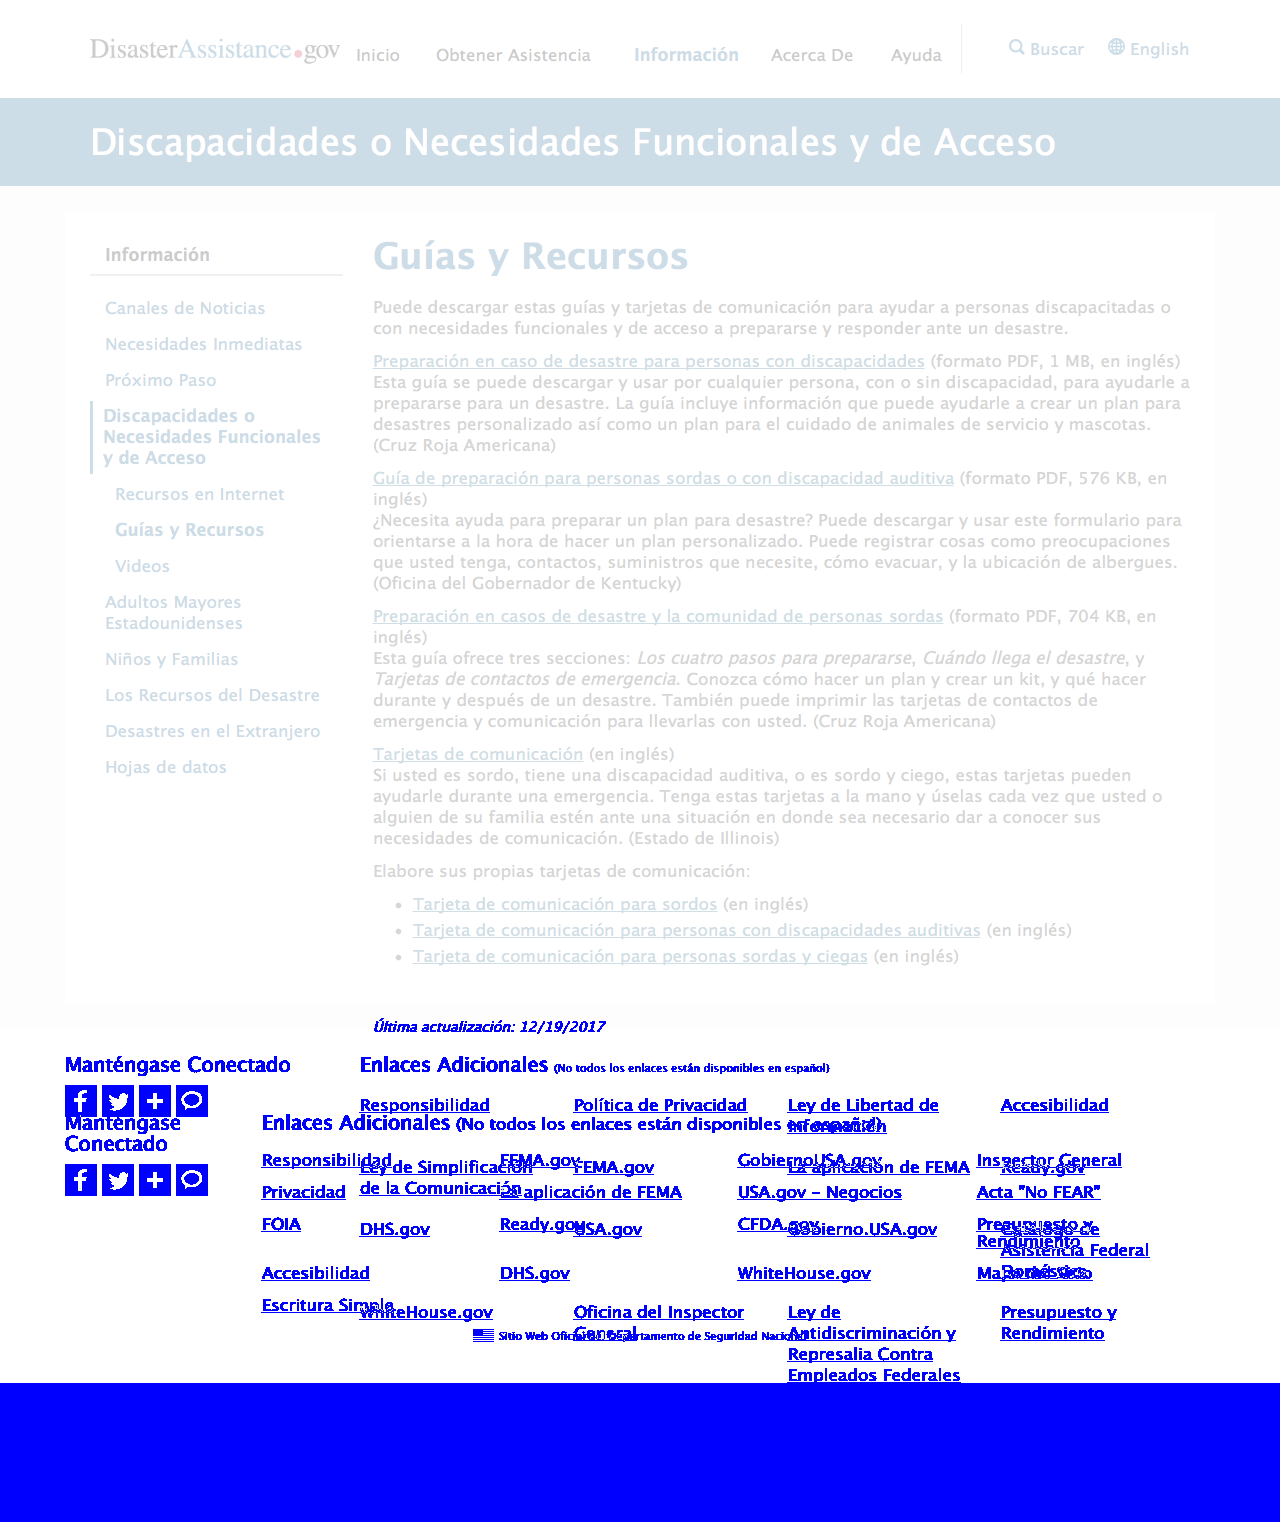 DisasterAssistance.gov Inicio Obtener Asistencia Información Acerca De Ayuda Buscar English
Discapacidades o Necesidades Funcionales y de Acceso
Información
Canales de Noticias
Necesidades Inmediatas
Próximo Paso
Discapacidades o
Necesidades Funcionales
y de Acceso
Recursos en Internet
Guías y Recursos
Videos
Adultos Mayores
Estadounidenses
Niños y Familias
Los Recursos del Desastre
Desastres en el Extranjero
Hojas de datos
Guías y Recursos
Puede descargar estas guías y tarjetas de comunicación para ayudar a personas discapacitadas o
con necesidades funcionales y de acceso a prepararse y responder ante un desastre.
Preparación en caso de desastre para personas con discapacidades (formato PDF, 1 MB, en inglés)
Esta guía se puede descargar y usar por cualquier persona, con o sin discapacidad, para ayudarle a
prepararse para un desastre. La guía incluye información que puede ayudarle a crear un plan para
desastres personalizado así como un plan para el cuidado de animales de servicio y mascotas.
(Cruz Roja Americana)
Guía de preparación para personas sordas o con discapacidad auditiva (formato PDF, 576 KB, en
inglés)
¿Necesita ayuda para preparar un plan para desastre? Puede descargar y usar este formulario para
orientarse a la hora de hacer un plan personalizado. Puede registrar cosas como preocupaciones
que usted tenga, contactos, suministros que necesite, cómo evacuar, y la ubicación de albergues.
(Oficina del Gobernador de Kentucky)
Preparación en casos de desastre y la comunidad de personas sordas (formato PDF, 704 KB, en
inglés)
Esta guía ofrece tres secciones: Los cuatro pasos para prepararse, Cuándo llega el desastre, y
Tarjetas de contactos de emergencia. Conozca cómo hacer un plan y crear un kit, y qué hacer
durante y después de un desastre. También puede imprimir las tarjetas de contactos de
emergencia y comunicación para llevarlas con usted. (Cruz Roja Americana)
Tarjetas de comunicación (en inglés)
Si usted es sordo, tiene una discapacidad auditiva, o es sordo y ciego, estas tarjetas pueden
ayudarle durante una emergencia. Tenga estas tarjetas a la mano y úselas cada vez que usted o
alguien de su familia estén ante una situación en donde sea necesario dar a conocer sus
necesidades de comunicación. (Estado de Illinois)
Elabore sus propias tarjetas de comunicación:
• Tarjeta de comunicación para sordos (en inglés)
• Tarjeta de comunicación para personas con discapacidades auditivas (en inglés)
• Tarjeta de comunicación para personas sordas y ciegas (en inglés)
Última actualización: 12/19/2017
Manténgase Conectado
Enlaces Adicionales (No todos los enlaces están disponibles en español)
Responsibilidad Política de Privacidad Ley de Libertad de Accesibilidad
Información
Manténgase
Conectado
Enlaces Adicionales (No todos los enlaces están disponibles en español)
Responsibilidad FEMA.gov GobiernoUSA.gov Inspector General
Ley de Simplificación FEMA.gov La aplicación de FEMA Ready.gov
de la Comunicación
Privacidad La aplicación de FEMA USA.gov - Negocios Acta "No FEAR"
FOIA Ready.gov CFDA.gov Presupuesto y
Rendimiento
DHS.gov USA.gov Gobierno.USA.gov Catálogo de
Asistencia Federal
Doméstica
Accesibilidad DHS.gov WhiteHouse.gov Mapa del Sitio
Escritura Simple
WhiteHouse.gov Oficina del Inspector Ley de Presupuesto y
General Antidiscriminación y Rendimiento
Represalia Contra
Empleados Federales
Sitio Web Oficial del Departamento de Seguridad Nacional